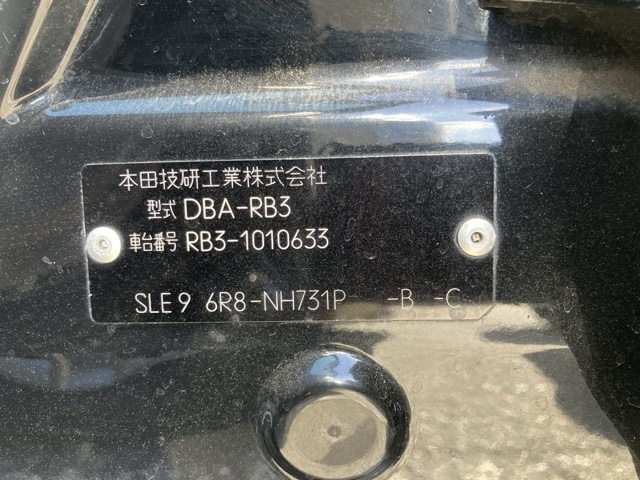 本田技研工業株式会社
型式 DBA-RB3
車台番号 RB3-1010633
SLE9 6R8-NH731P -B -C